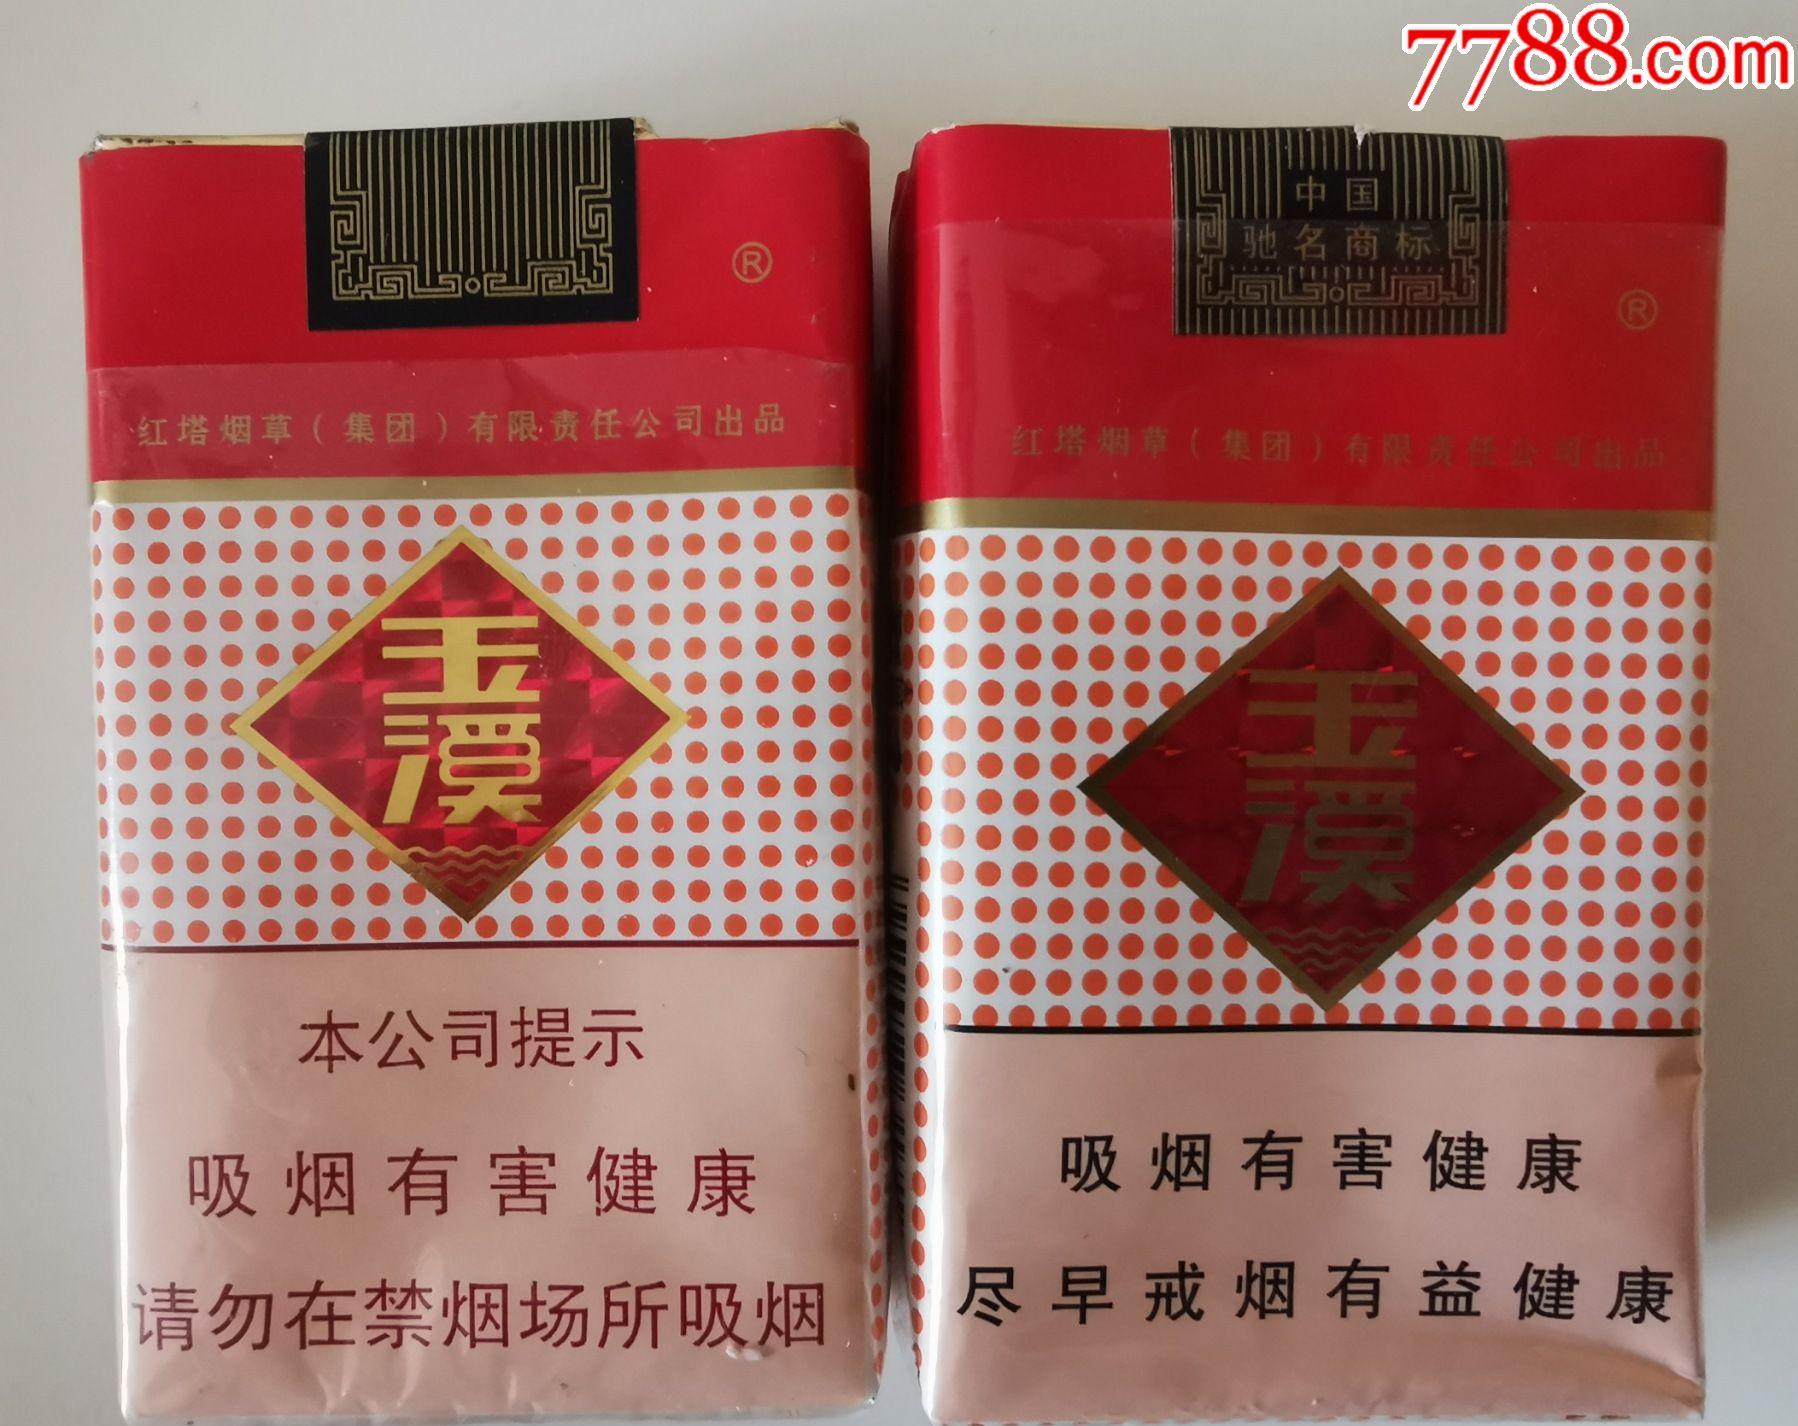 7788.com
®
红塔烟草（集团）有限责任公司出品
玉溪
本公司提示
吸烟有害健康
请勿在禁烟场所吸烟
中国
驰名商标
®
红塔烟草（集团）有限责任公司出品
玉溪
吸烟有害健康
尽早戒烟有益健康